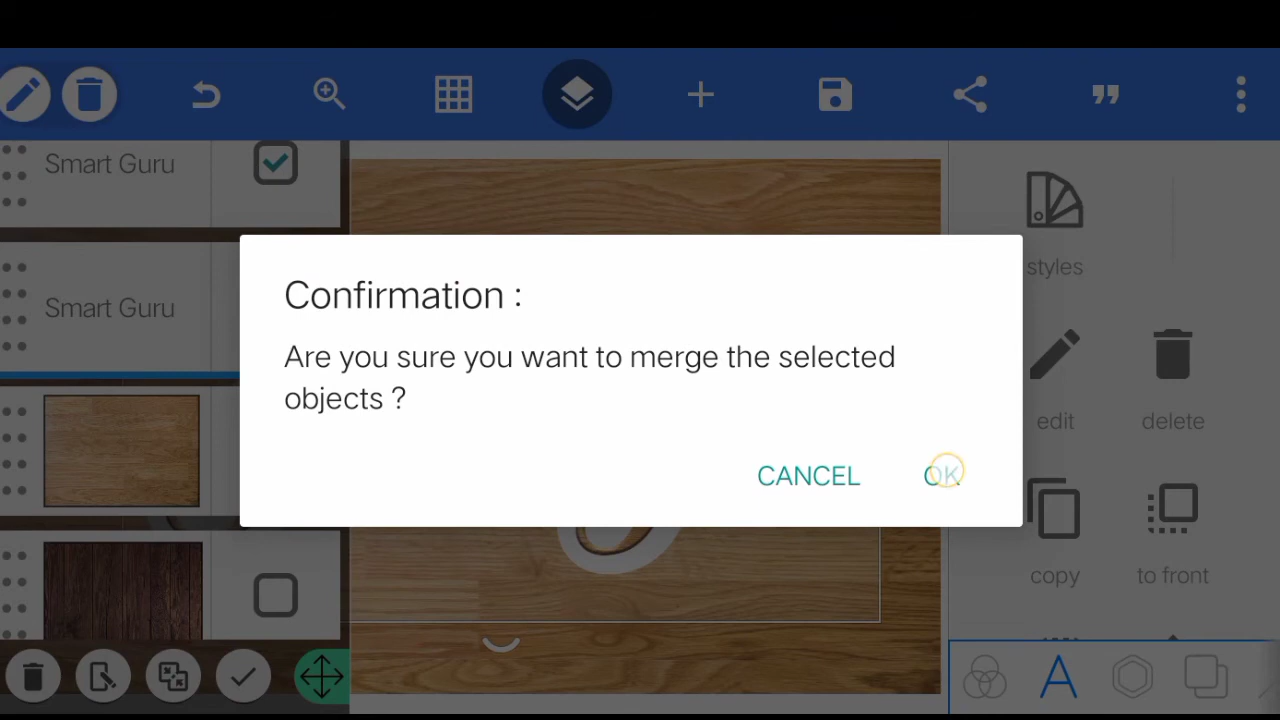 Smart Guru
Smart Guru
Confirmation :
Are you sure you want to merge the selected
objects ?
CANCEL
OK
styles
edit
delete
copy
to front